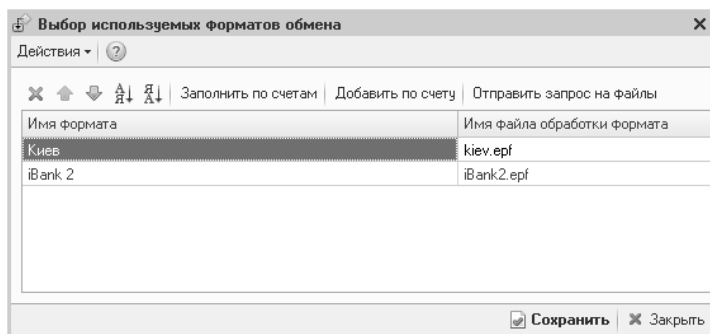 Выбор используемых форматов обмена
Действия
Заполнить по счетам Добавить по счету Отправить запрос на файлы
Имя формата Имя файла обработки формата
Киев kiev.epf
iBank 2 iBank2.epf
Сохранить Закрыть